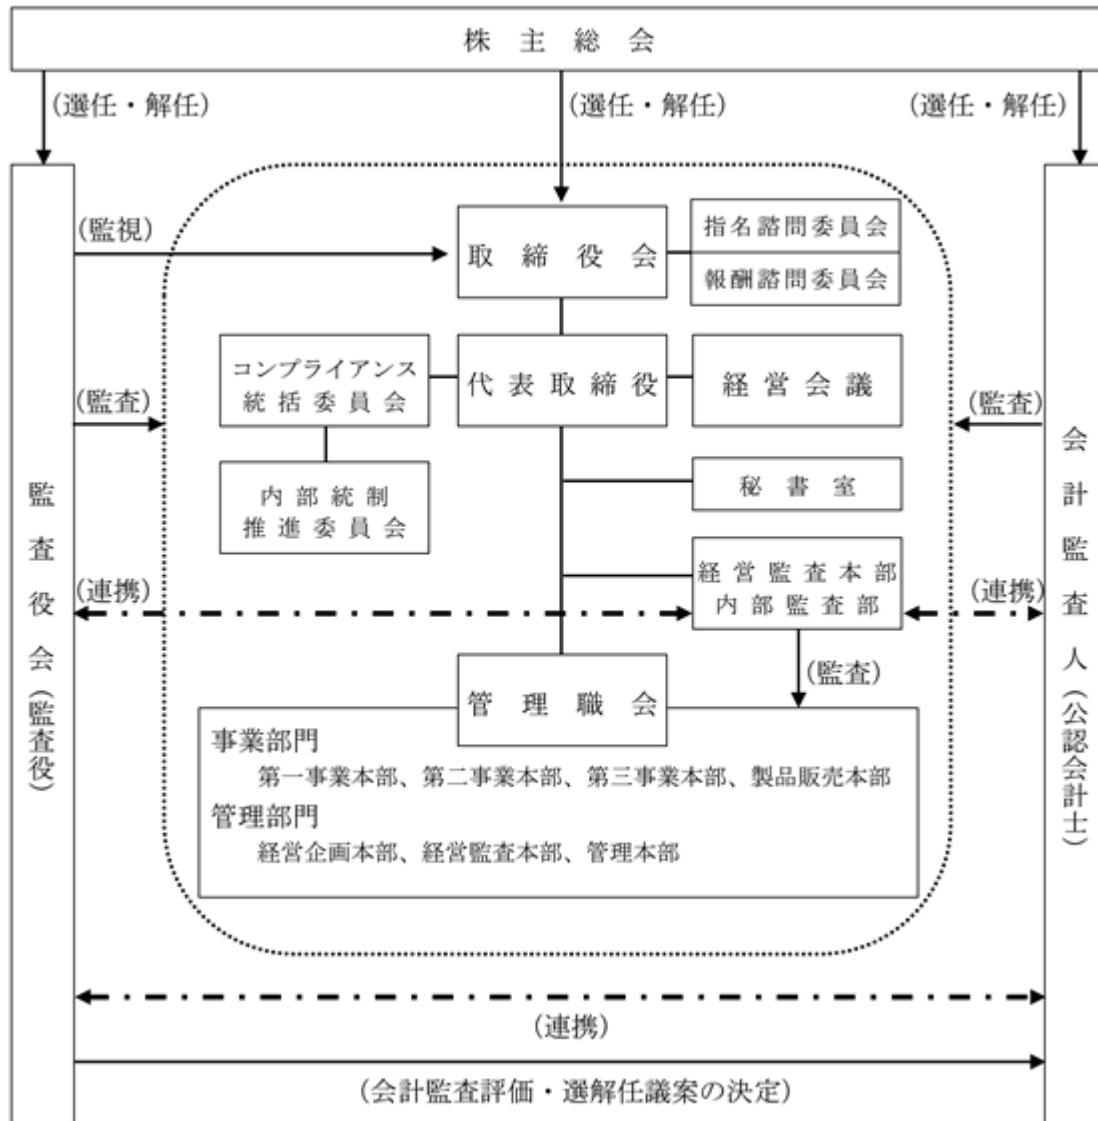 株主総会
(選任・解任)
(選任・解任)
(選任・解任)
(監視)
取締役会
指名諮問委員会
報酬諮問委員会
コンプライアンス
統括委員会
代表取締役
経営会議
(監査)
(監査)
内部統制
推進委員会
秘書室
経営監査本部
内部監査部
(連携)
(連携)
(監査)
監査役会(監査役)
会計監査人(公認会計士)
管理職会
事業部門
第一事業本部、第二事業本部、第三事業本部、製品販売本部
管理部門
経営企画本部、経営監査本部、管理本部
(連携)
(会計監査評価・選解任議案の決定)